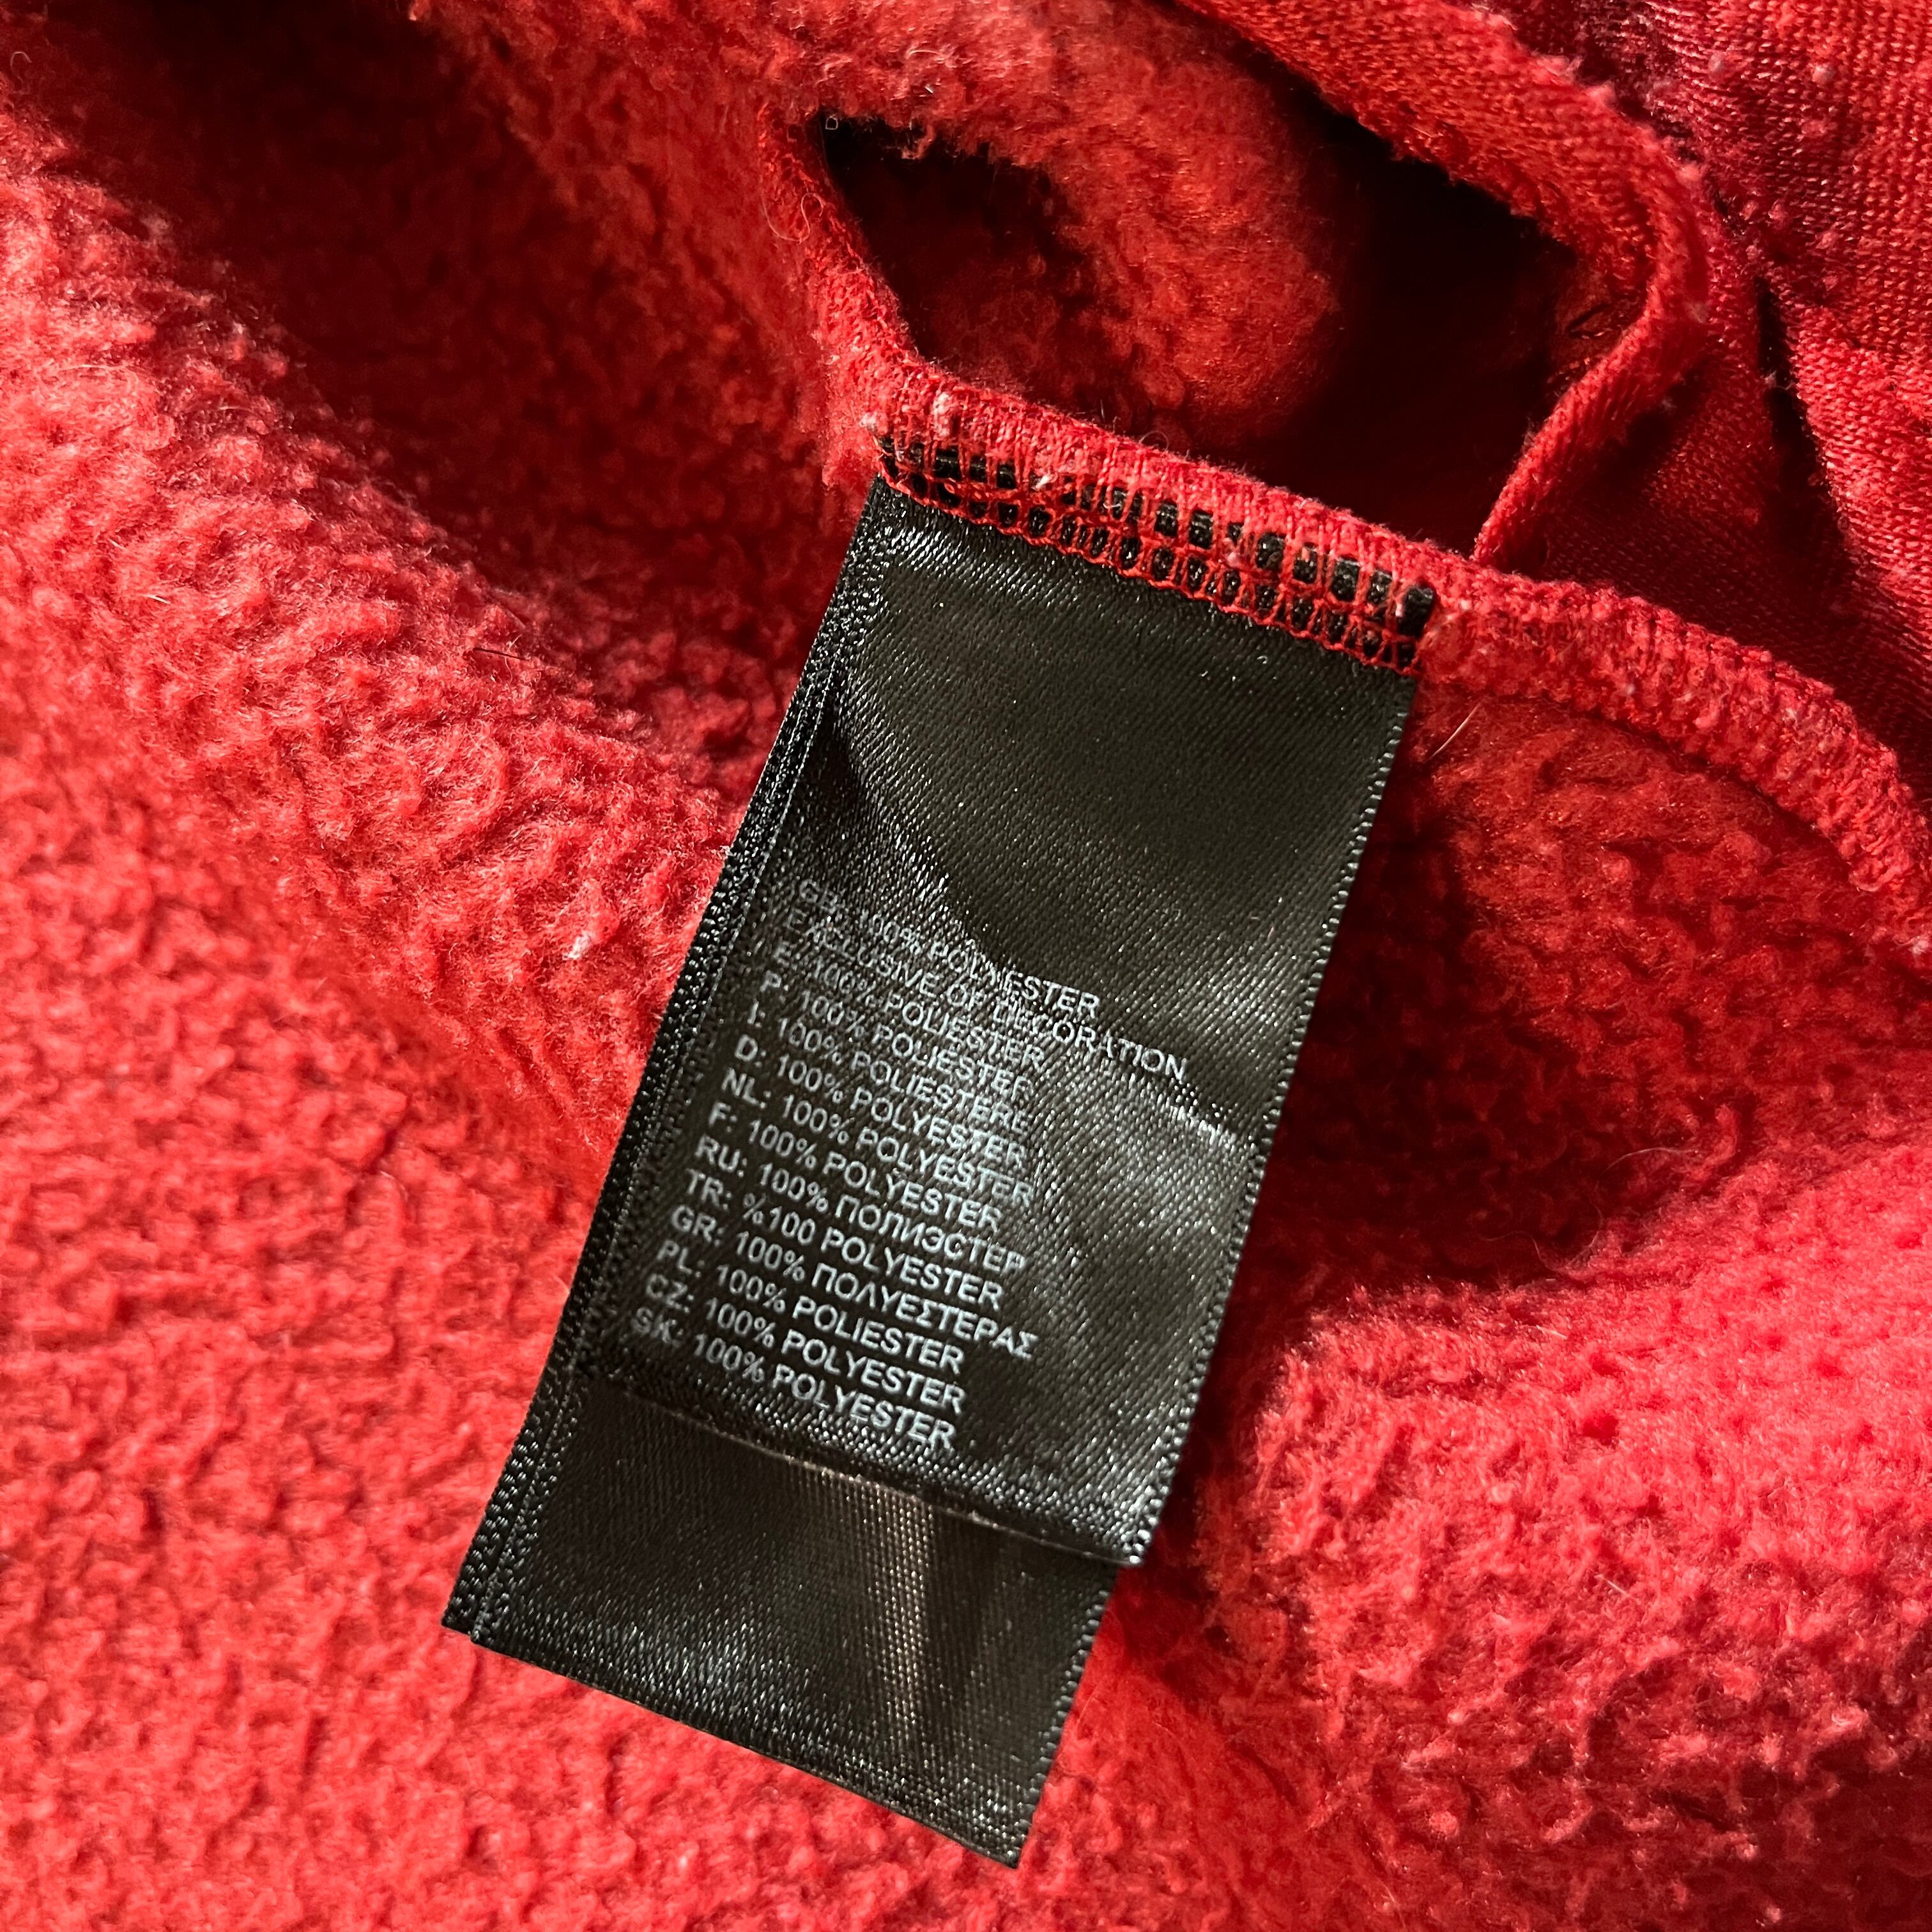 GB: 100% POLYESTER
EXCLUSIVE OF DECORATION
E: 100% POLIESTER
P: 100% POLIESTER
I: 100% POLIESTERE
D: 100% POLYESTER
NL: 100% POLYESTER
F: 100% POLYESTER
RU: 100% ПОЛИЭСТЕР
TR: %100 POLYESTER
GR: 100% ΠΟΛΥΕΣΤΕΡΑΣ
PL: 100% POLIESTER
CZ: 100% POLYESTER
SK: 100% POLYESTER